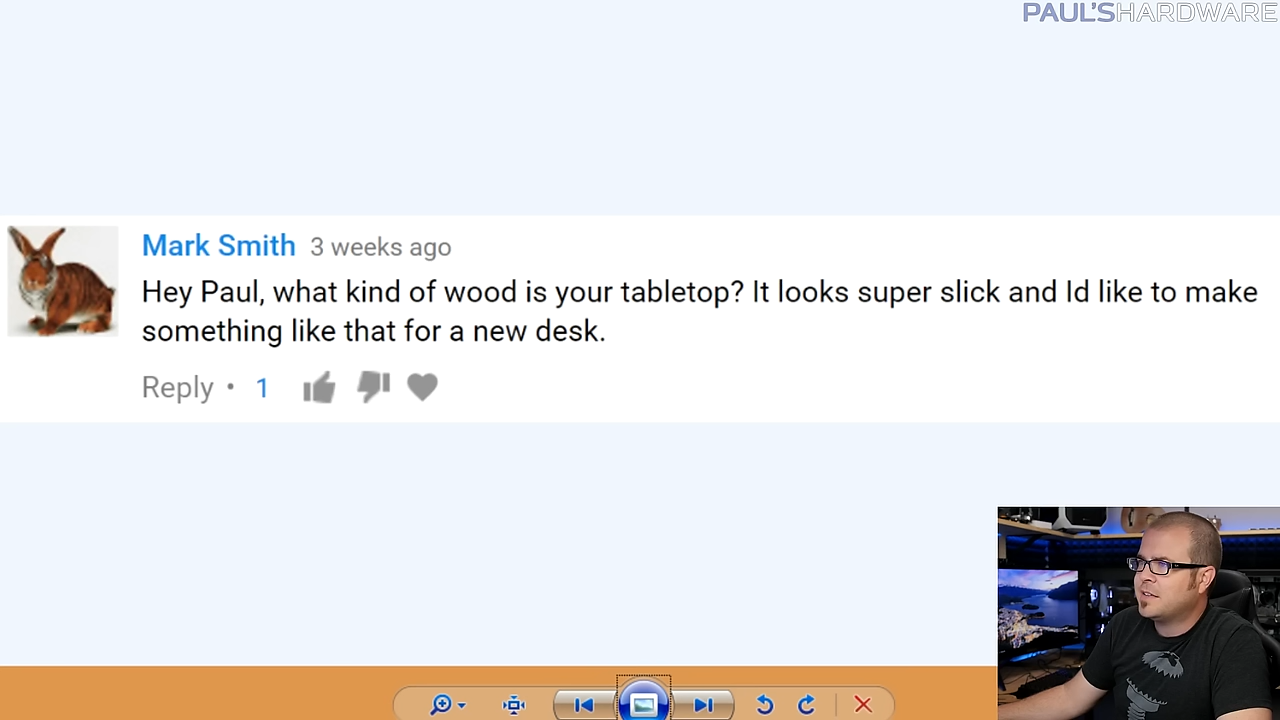 PAUL'SHARDWARE
Mark Smith 3 weeks ago
Hey Paul, what kind of wood is your tabletop? It looks super slick and Id like to make
something like that for a new desk.
Reply • 1